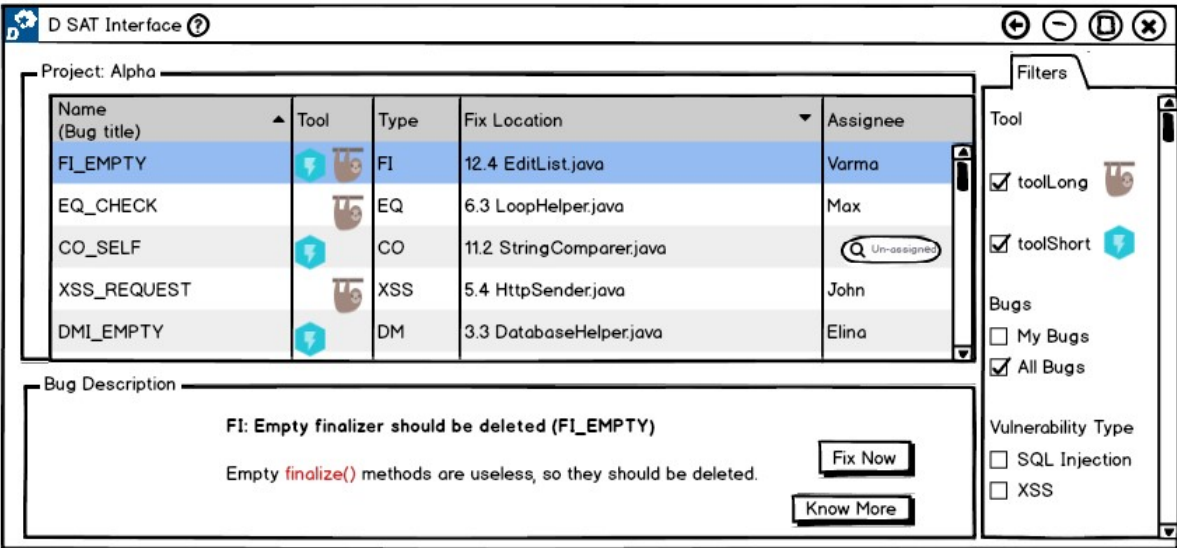 D D SAT Interface ?
Project: Alpha
Name (Bug title) Tool Type Fix Location Assignee
FI_EMPTY FI 12.4 EditList.java Varma
EQ_CHECK EQ 6.3 LoopHelper.java Max
CO_SELF CO 11.2 StringComparer.java Un-assigned
XSS_REQUEST XSS 5.4 HttpSender.java John
DMI_EMPTY DM 3.3 DatabaseHelper.java Elina
Bug Description
FI: Empty finalizer should be deleted (FI_EMPTY)
Empty finalize() methods are useless, so they should be deleted.
Fix Now
Know More
Filters
Tool
toolLong
toolShort
Bugs
My Bugs
All Bugs
Vulnerability Type
SQL Injection
XSS